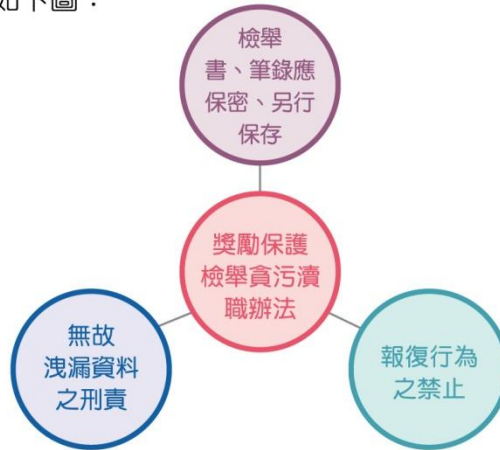 如下圖：
檢舉
書、筆錄應
保密、另行
保存
獎勵保護
檢舉貪污瀆
職辦法
無故
洩漏資料
之刑責
報復行為
之禁止